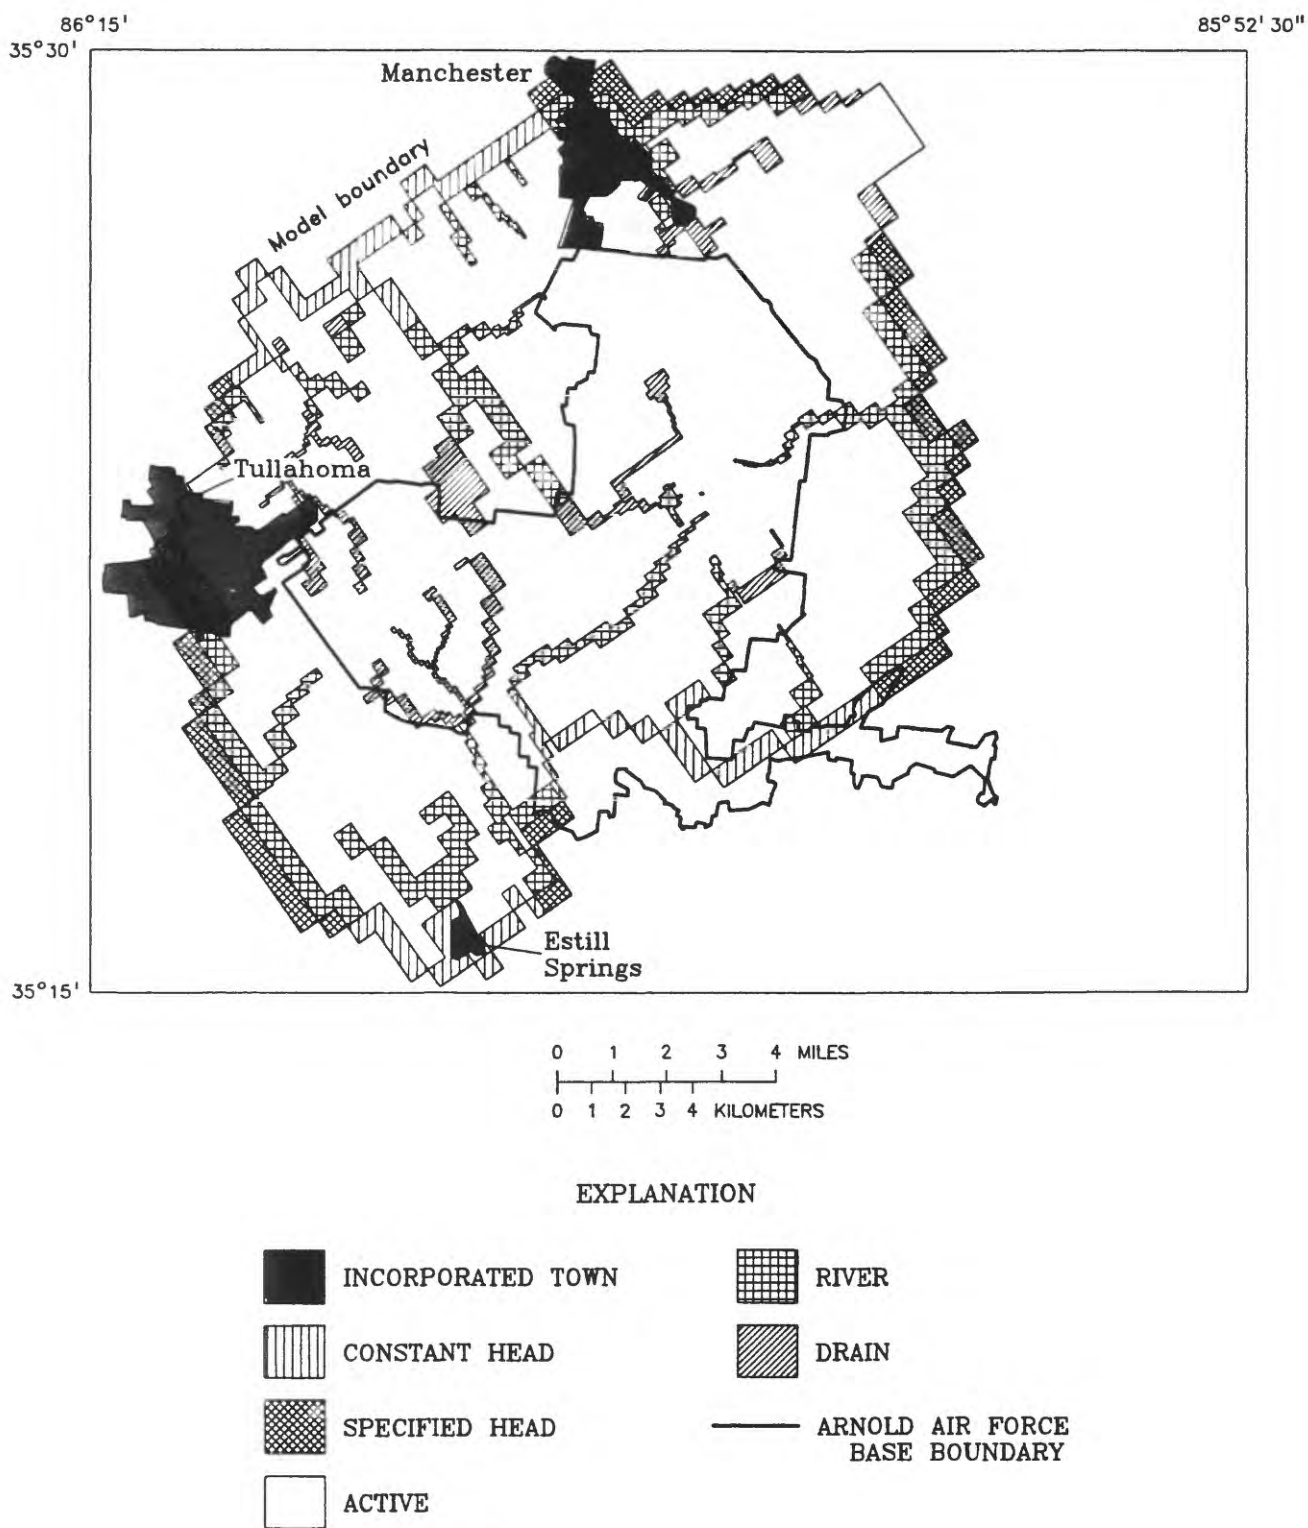 86°15'
85°52'30"
35°30'
Manchester
Model boundary
Tullahoma
Estill
Springs
35°15'
0 1 2 3 4 MILES
0 1 2 3 4 KILOMETERS
EXPLANATION
INCORPORATED TOWN
CONSTANT HEAD
SPECIFIED HEAD
ACTIVE
RIVER
DRAIN
ARNOLD AIR FORCE
BASE BOUNDARY